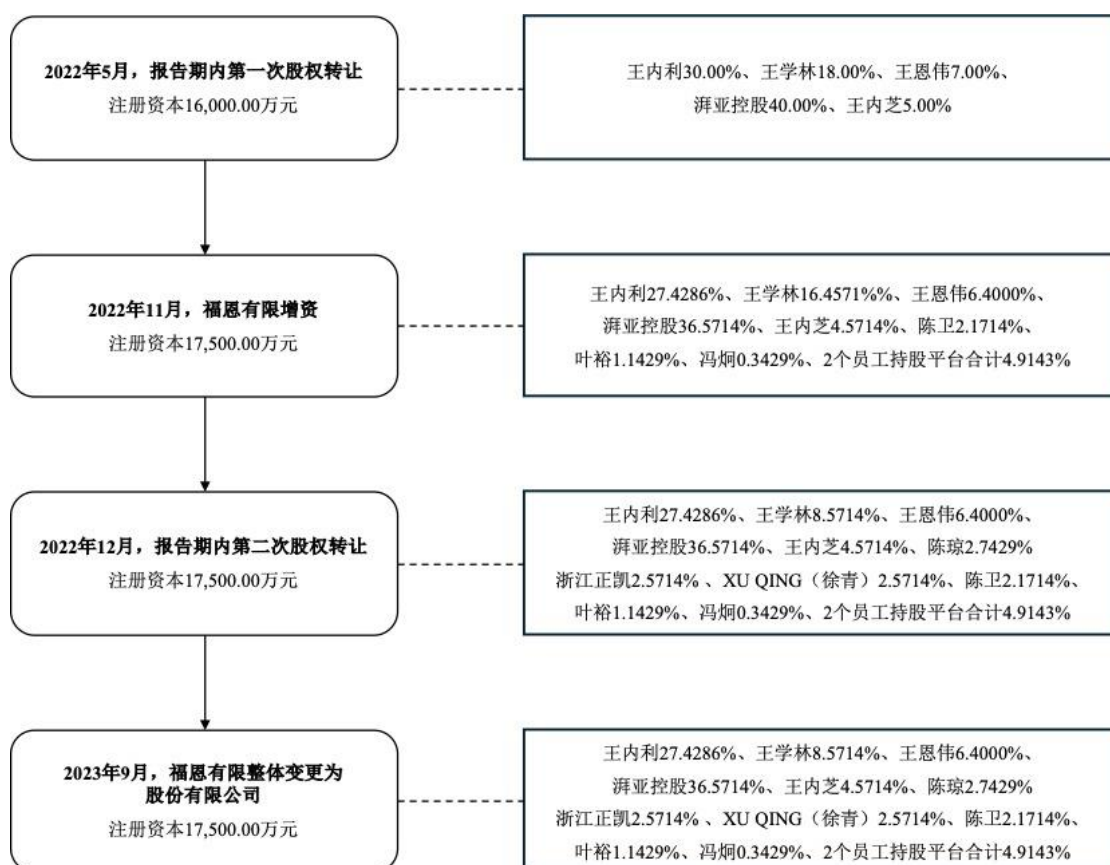 2022年5月，报告期内第一次股权转让
注册资本16,000.00万元
王内利30.00%、王学林18.00%、王恩伟7.00%、
湃亚控股40.00%、王内芝5.00%
2022年11月，福恩有限增资
注册资本17,500.00万元
王内利27.4286%、王学林16.4571%%、王恩伟6.4000%、
湃亚控股36.5714%、王内芝4.5714%、陈卫2.1714%、
叶裕1.1429%、冯炯0.3429%、2个员工持股平台合计4.9143%
2022年12月，报告期内第二次股权转让
注册资本17,500.00万元
王内利27.4286%、王学林8.5714%、王恩伟6.4000%、
湃亚控股36.5714%、王内芝4.5714%、陈琼2.7429%
浙江正凯2.5714% 、XU QING（徐青）2.5714%、陈卫2.1714%、
叶裕1.1429%、冯炯0.3429%、2个员工持股平台合计4.9143%
2023年9月，福恩有限整体变更为
股份有限公司
注册资本17,500.00万元
王内利27.4286%、王学林8.5714%、王恩伟6.4000%、
湃亚控股36.5714%、王内芝4.5714%、陈琼2.7429%
浙江正凯2.5714% 、XU QING（徐青）2.5714%、陈卫2.1714%、
叶裕1.1429%、冯炯0.3429%、2个员工持股平台合计4.9143%